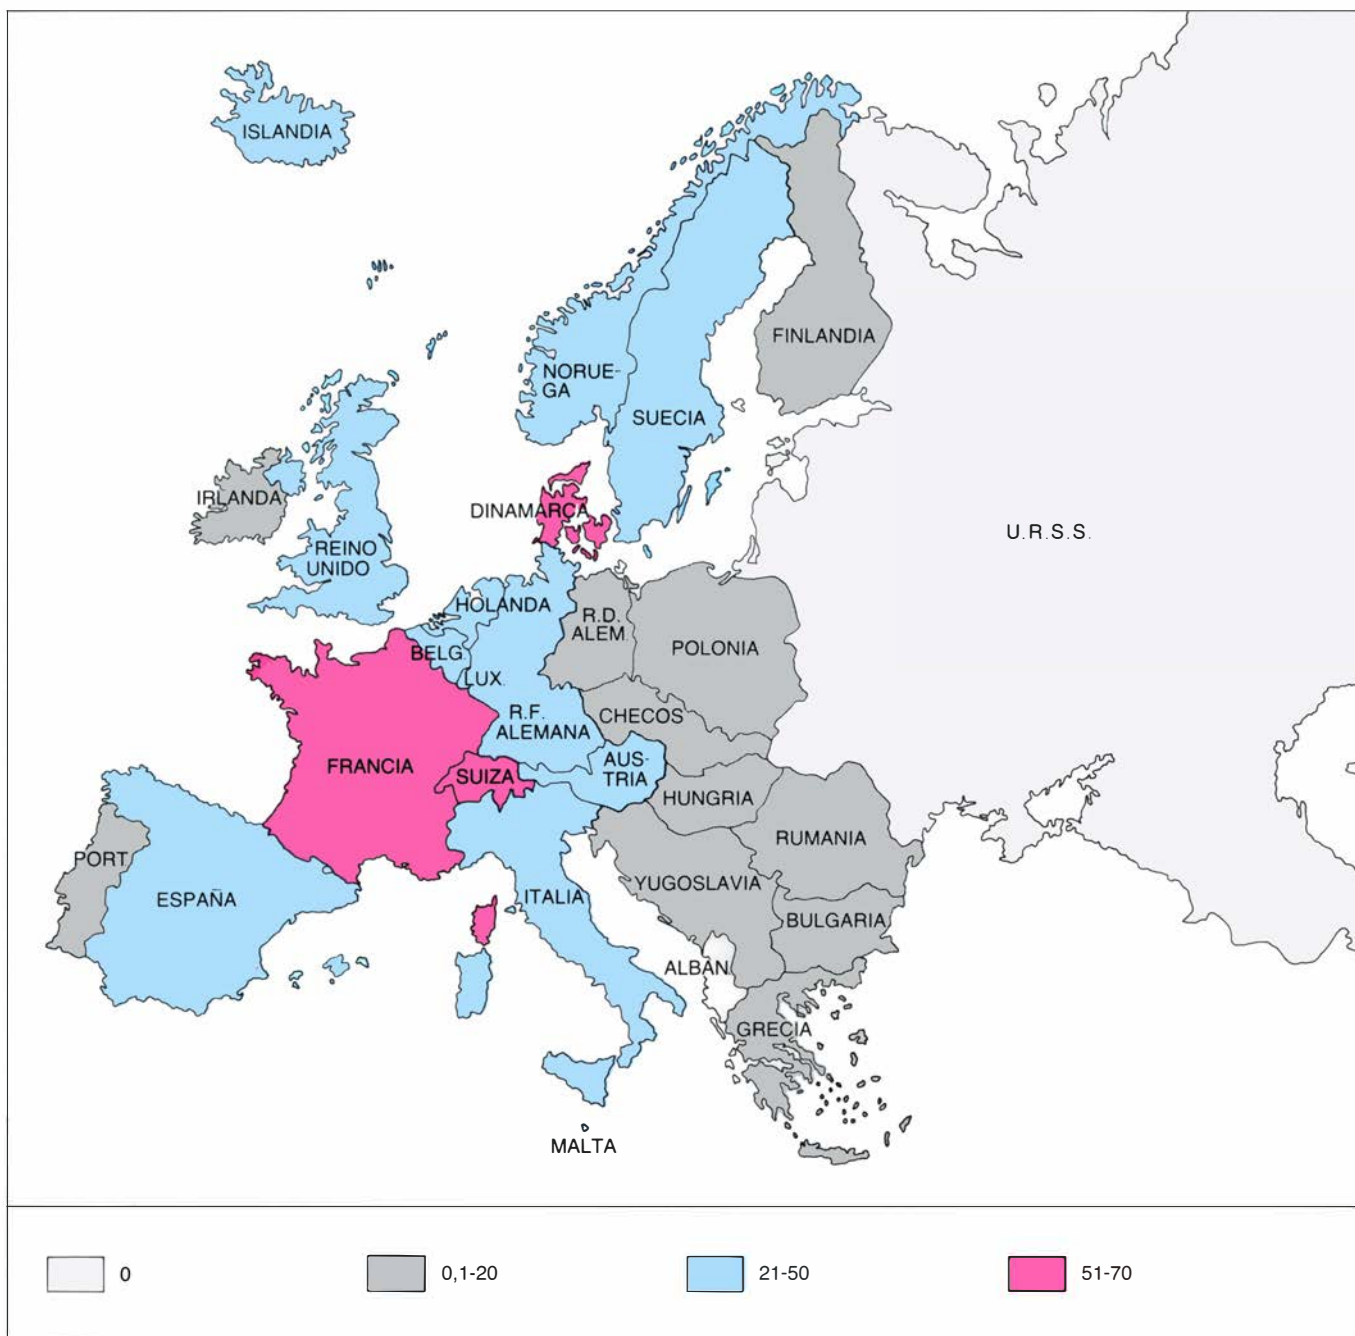 ISLANDIA
FINLANDIA
NORUE-
GA
SUECIA
IRLANDA
DINAMARCA
U.R.S.S.
REINO
UNIDO
HOLANDA
R.D.
ALEM.
POLONIA
BELG.
LUX.
R.F.
ALEMANA
CHECOS
FRANCIA
SUIZA
AUS-
TRIA
HUNGRIA
RUMANIA
PORT.
ESPAÑA
ITALIA
YUGOSLAVIA
BULGARIA
ALBAN.
GRECIA
MALTA
0
0,1-20
21-50
51-70